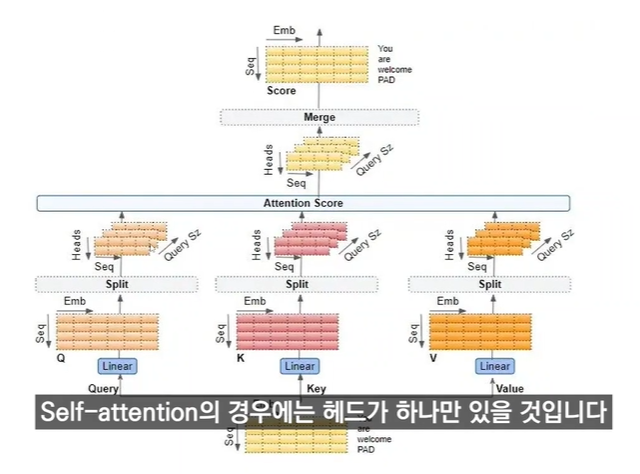 Emb
Seq
You
are
welcome
PAD
Score
Merge
Heads
Seq
Query Sz
Attention Score
Heads
Seq
Query Sz
Heads
Seq
Query Sz
Heads
Seq
Query Sz
Split
Split
Split
Emb
Seq
Q
Emb
Seq
K
Emb
Seq
V
Linear
Linear
Linear
Query
Key
Value
Self-attention의 경우에는 헤드가 하나만 있을 것입니다
Seq
are
welcome
PAD